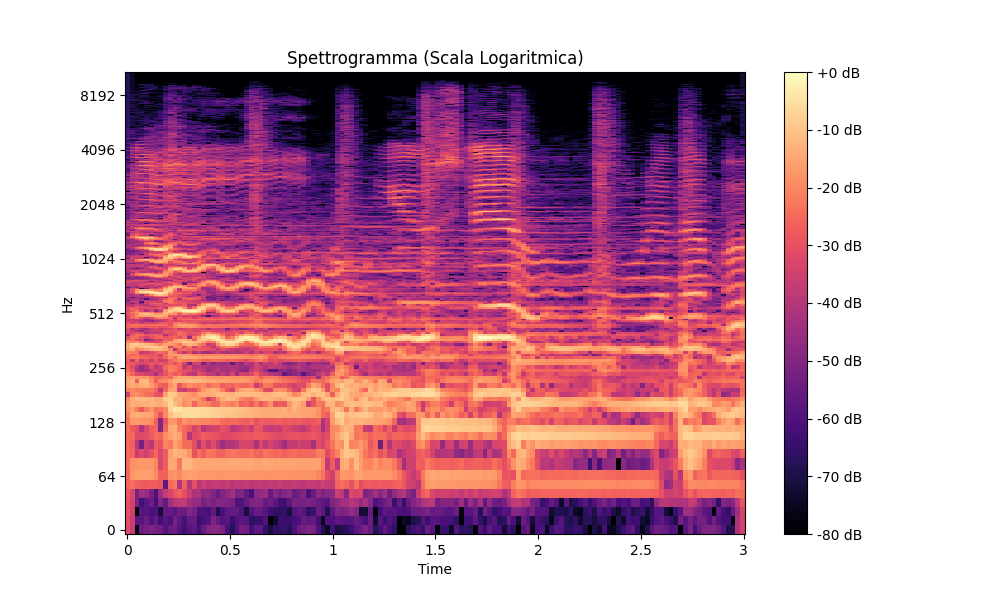 Spettrogramma (Scala Logaritmica)
Hz
8192
4096
2048
1024
512
256
128
64
0
0
0.5
1
1.5
2
2.5
3
Time
+0 dB
-10 dB
-20 dB
-30 dB
-40 dB
-50 dB
-60 dB
-70 dB
-80 dB